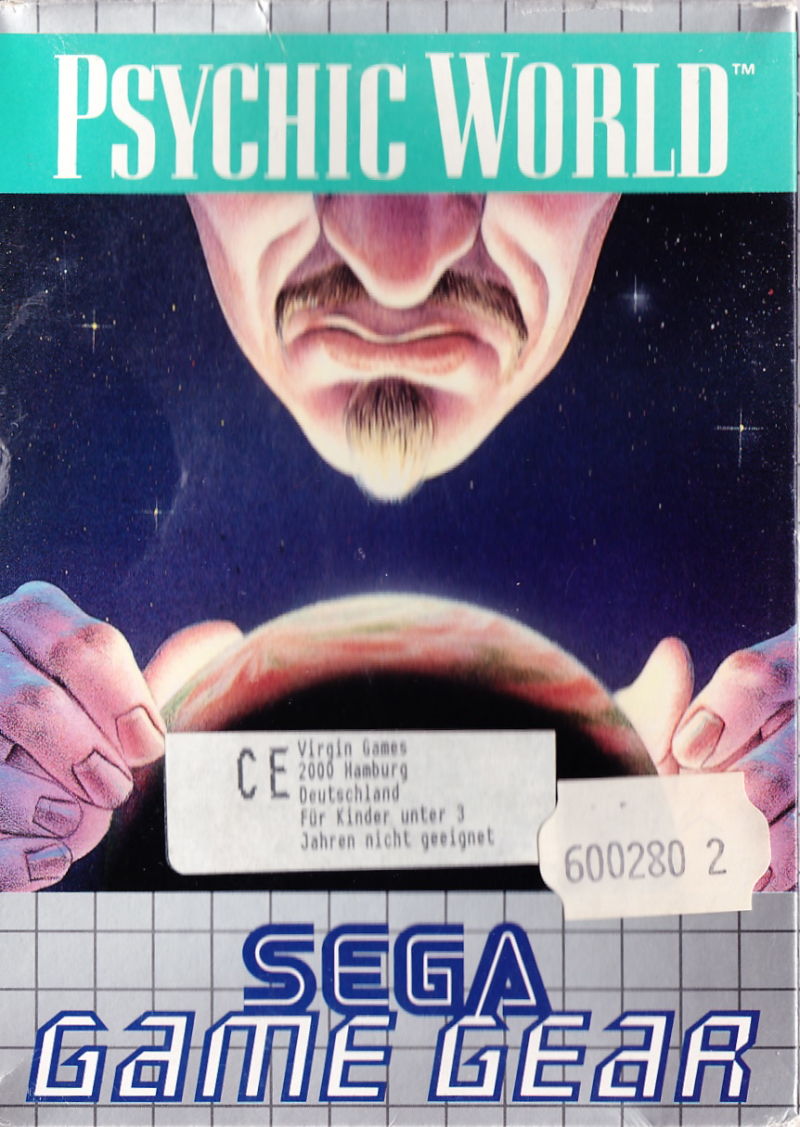 PSYCHIC WORLD™
CE
Virgin Games
2000 Hamburg
Deutschland
Für Kinder unter 3
Jahren nicht geeignet
600280 2
SEGA
GAME GEAR